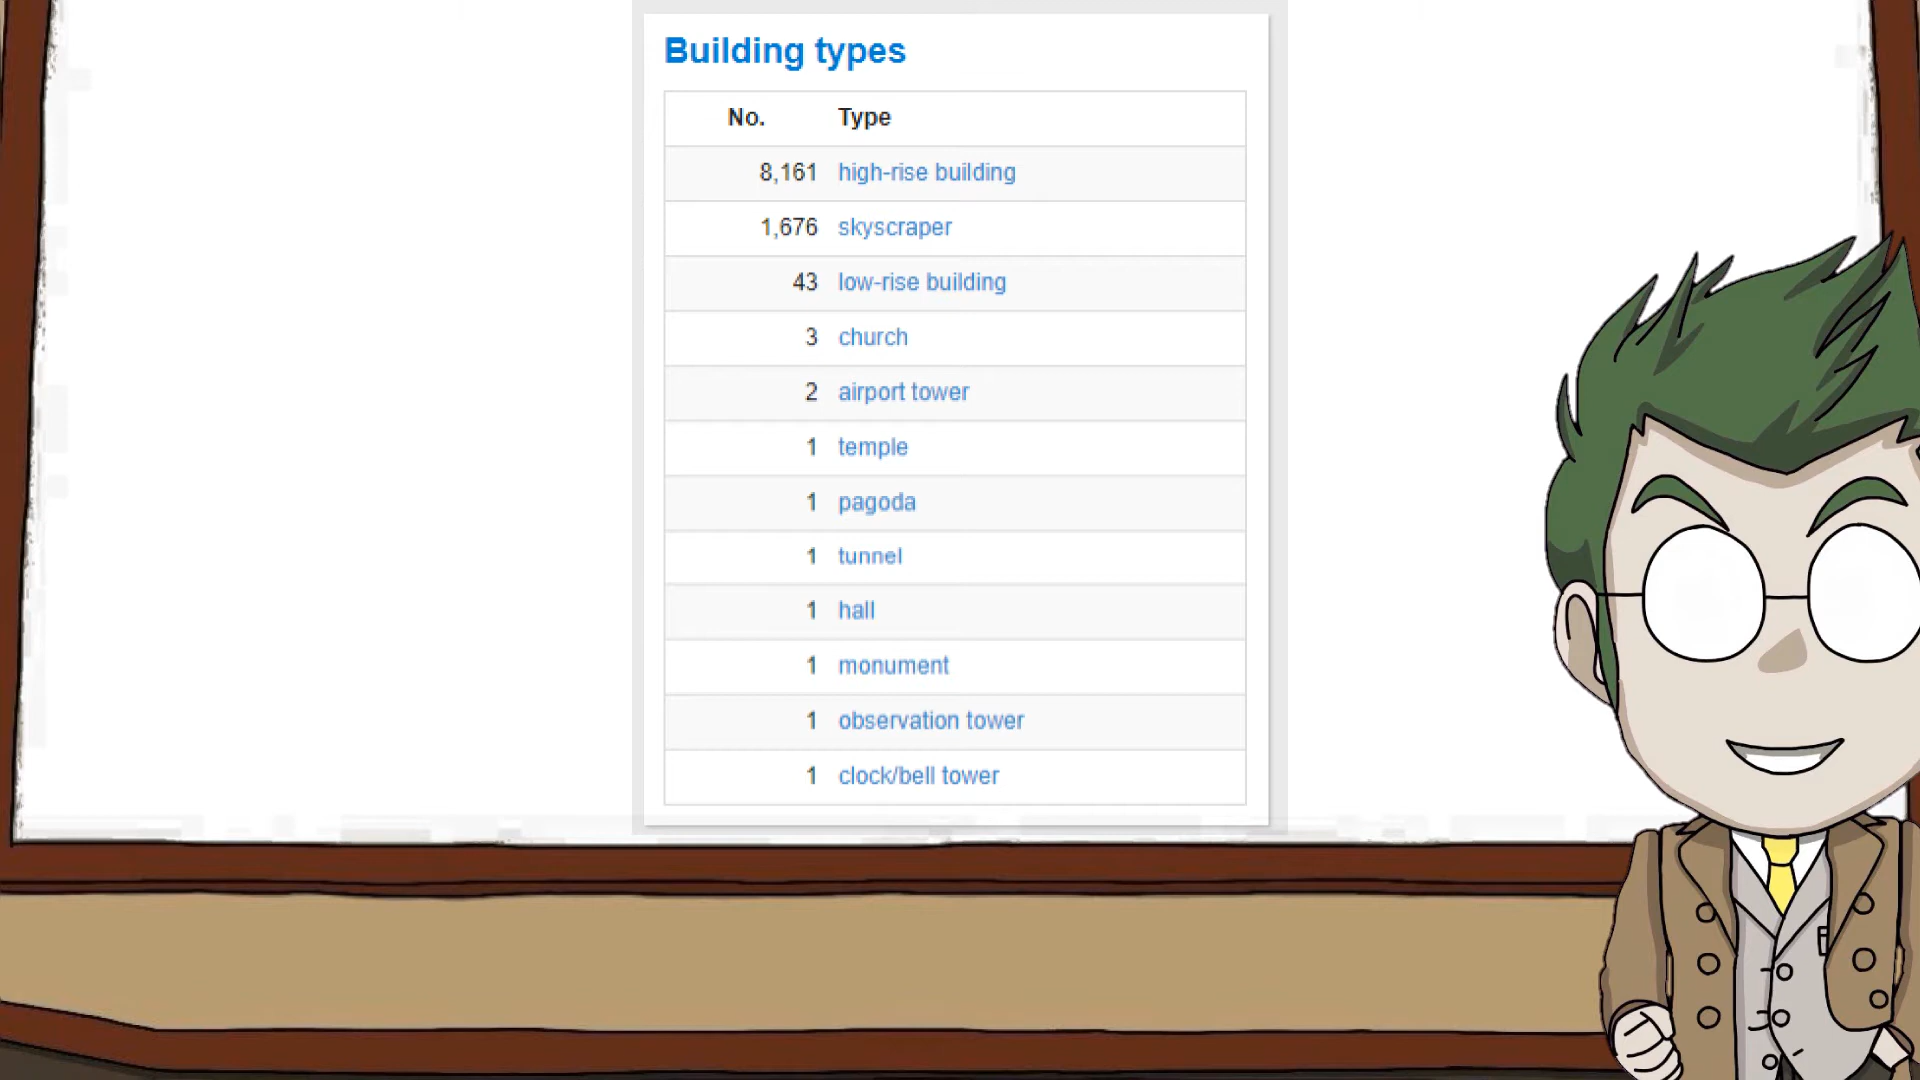 Building types
No. Type
8,161 high-rise building
1,676 skyscraper
43 low-rise building
3 church
2 airport tower
1 temple
1 pagoda
1 tunnel
1 hall
1 monument
1 observation tower
1 clock/bell tower